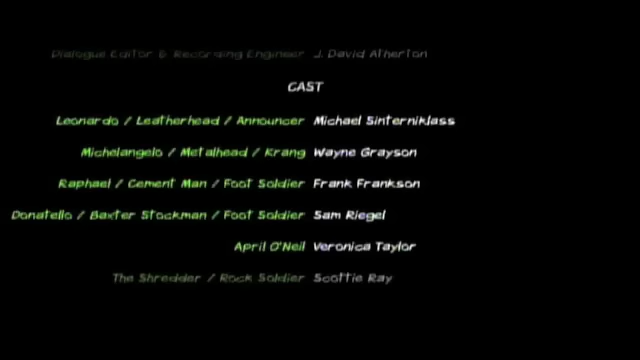 Dialogue Editor & Recording Engineer J. David Atherton
CAST
Leonardo / Leatherhead / Announcer Michael Sinterniklass
Michelangelo / Metalhead / Krang Wayne Grayson
Raphael / Cement Man / Foot Soldier Frank Frankson
Donatello / Baxter Stockman / Foot Soldier Sam Riegel
April O'Neil Veronica Taylor
The Shredder / Rock Soldier Scottie Ray